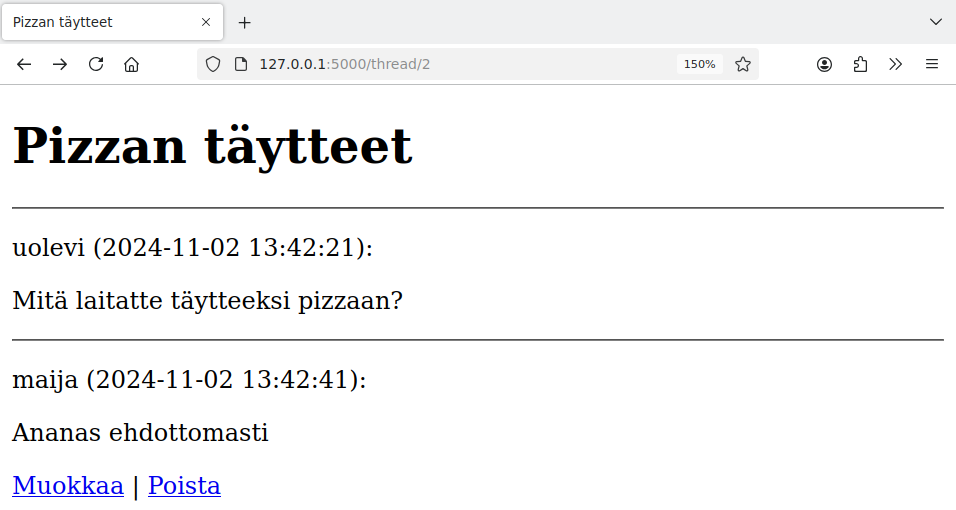 Pizzan täytteet
127.0.0.1:5000/thread/2
150%
Pizzan täytteet
uolevi (2024-11-02 13:42:21):
Mitä laitatte täytteeksi pizzaan?
maija (2024-11-02 13:42:41):
Ananas ehdottomasti
Muokkaa | Poista